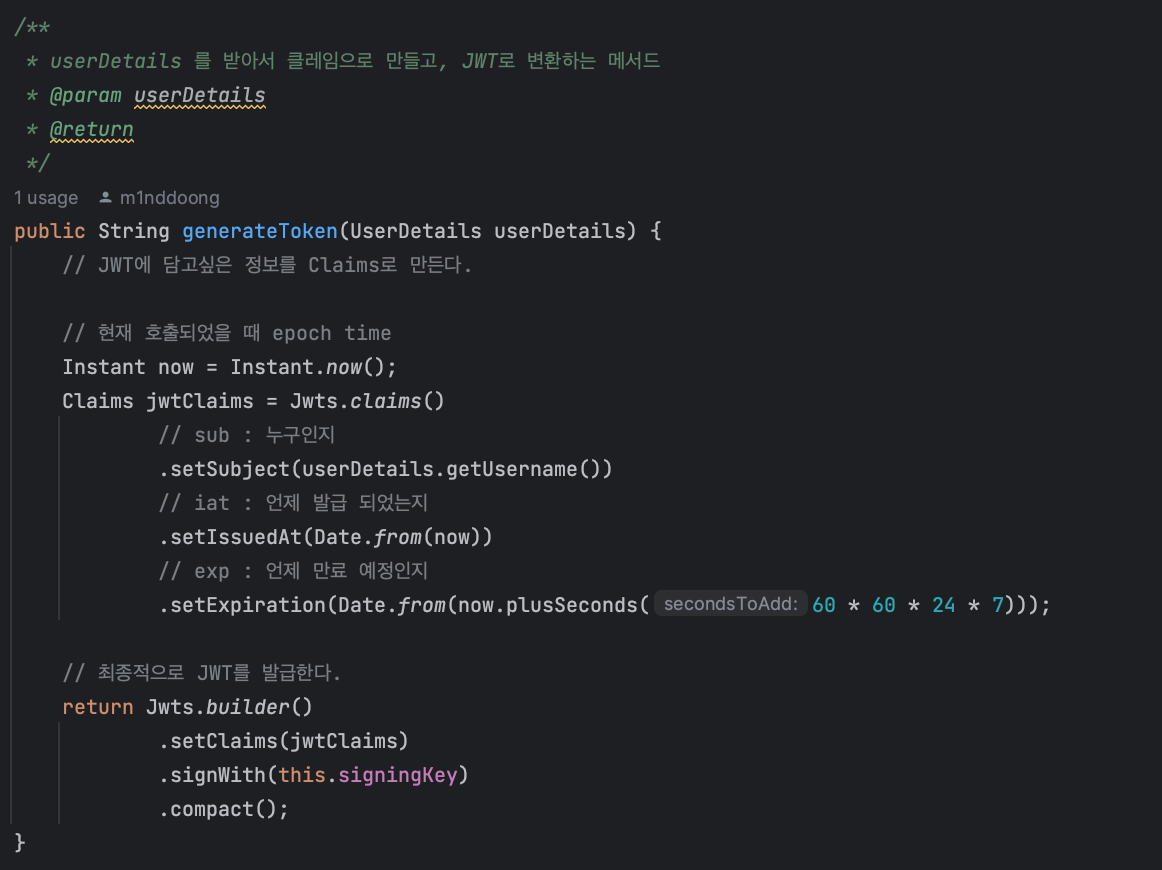 /**
 * userDetails 를 받아서 클레임으로 만들고, JWT로 변환하는 메서드
 * @param userDetails
 * @return
 */
1 usage m1nddoong
public String generateToken(UserDetails userDetails) {
    // JWT에 담고싶은 정보를 Claims로 만든다.
    // 현재 호출되었을 때 epoch time
    Instant now = Instant.now();
    Claims jwtClaims = Jwts.claims()
            // sub : 누구인지
            .setSubject(userDetails.getUsername())
            // iat : 언제 발급 되었는지
            .setIssuedAt(Date.from(now))
            // exp : 언제 만료 예정인지
            .setExpiration(Date.from(now.plusSeconds( secondsToAdd: 60 * 60 * 24 * 7)));
    // 최종적으로 JWT를 발급한다.
    return Jwts.builder()
            .setClaims(jwtClaims)
            .signWith(this.signingKey)
            .compact();
}